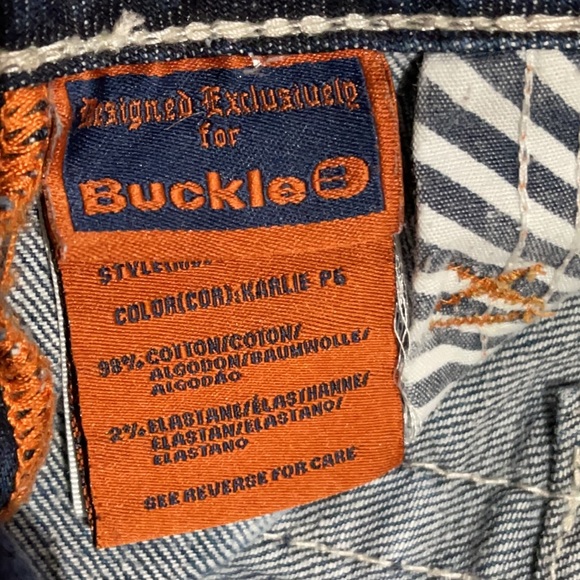 Designed Exclusively
for
Buckle B
STYLE
COLOR(COR):KARLIE P6
98% COTTON/COTON/
ALGODON/BAUMWOLLE/
ALGODÃO
2% ELASTANE/ÉLASTHANNE/
ELASTAN/ELASTANO/
ELASTANO
SEE REVERSE FOR CARE